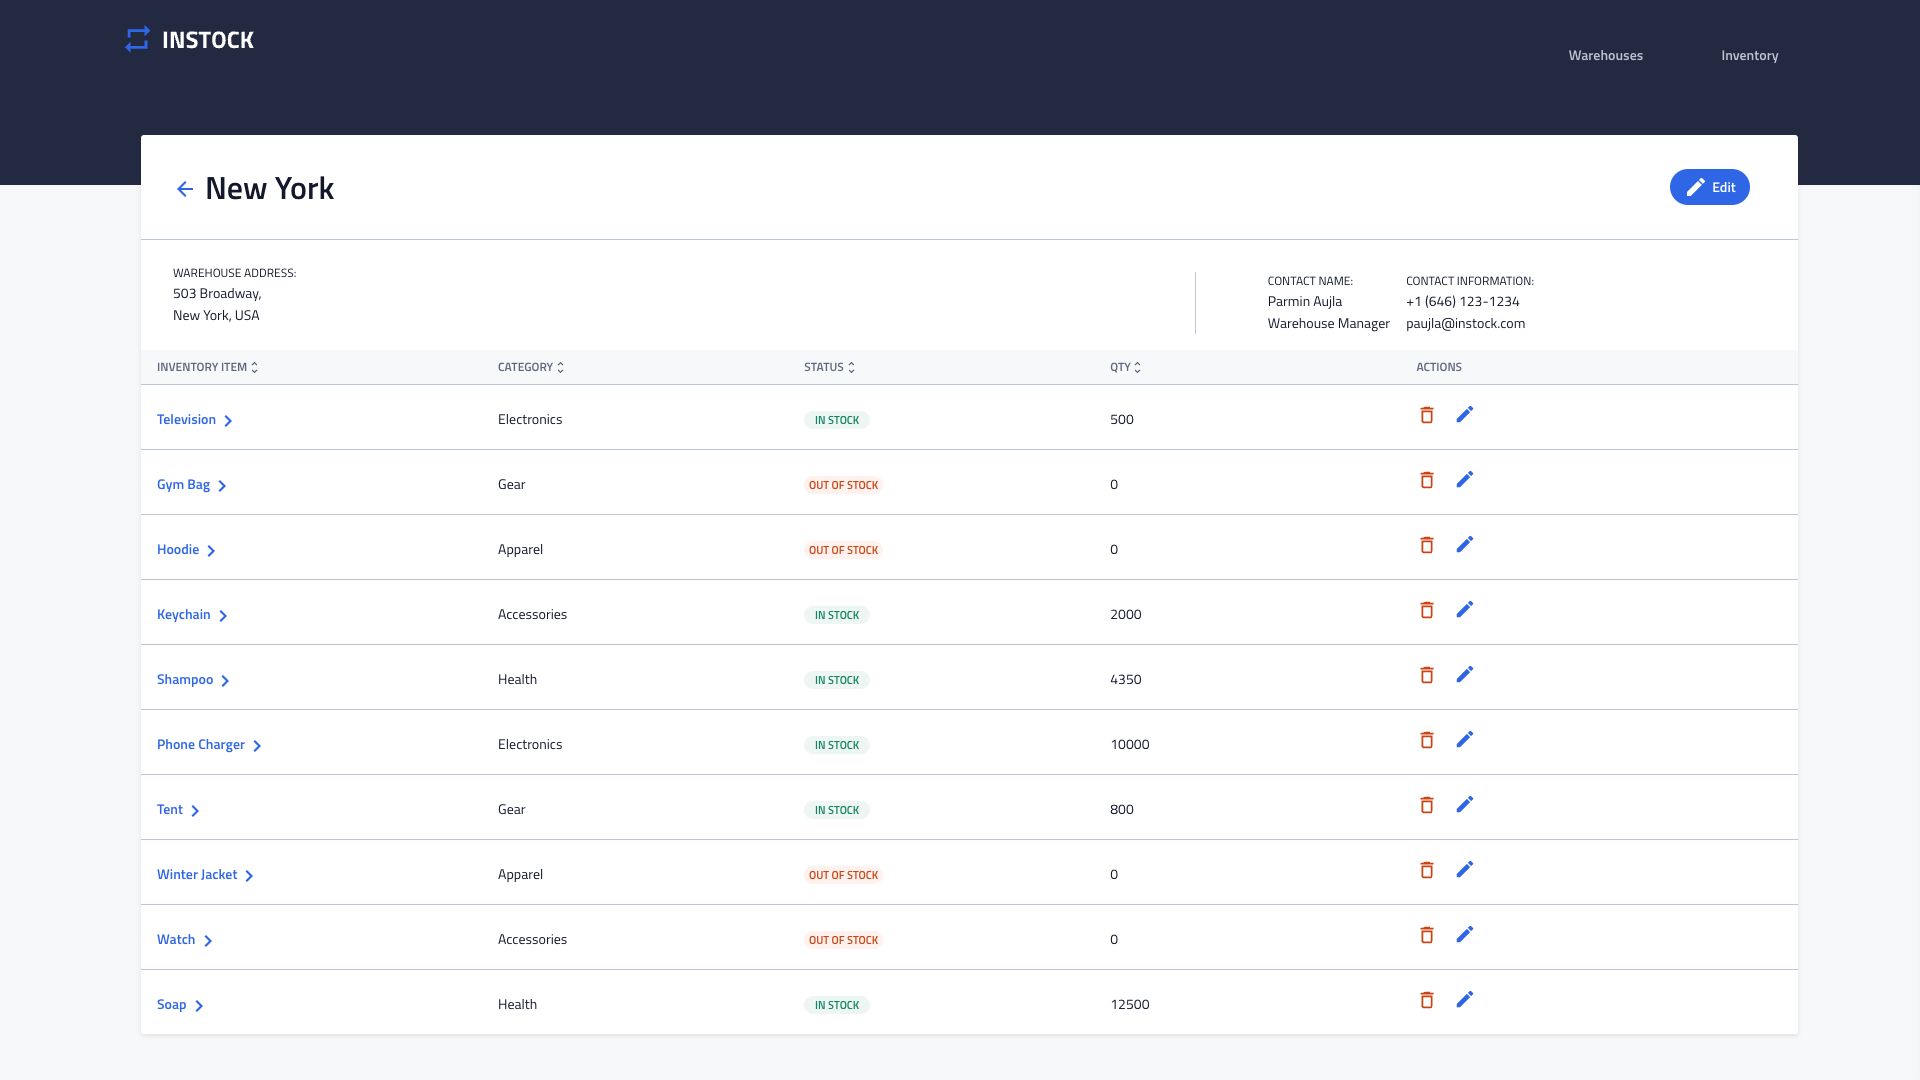 INSTOCK
Warehouses Inventory
New York
Edit
WAREHOUSE ADDRESS:
503 Broadway,
New York, USA
CONTACT NAME:
Parmin Aujla
Warehouse Manager
CONTACT INFORMATION:
+1 (646) 123-1234
paujla@instock.com
INVENTORY ITEM CATEGORY STATUS QTY ACTIONS
Television Electronics IN STOCK 500
Gym Bag Gear OUT OF STOCK 0
Hoodie Apparel OUT OF STOCK 0
Keychain Accessories IN STOCK 2000
Shampoo Health IN STOCK 4350
Phone Charger Electronics IN STOCK 10000
Tent Gear IN STOCK 800
Winter Jacket Apparel OUT OF STOCK 0
Watch Accessories OUT OF STOCK 0
Soap Health IN STOCK 12500